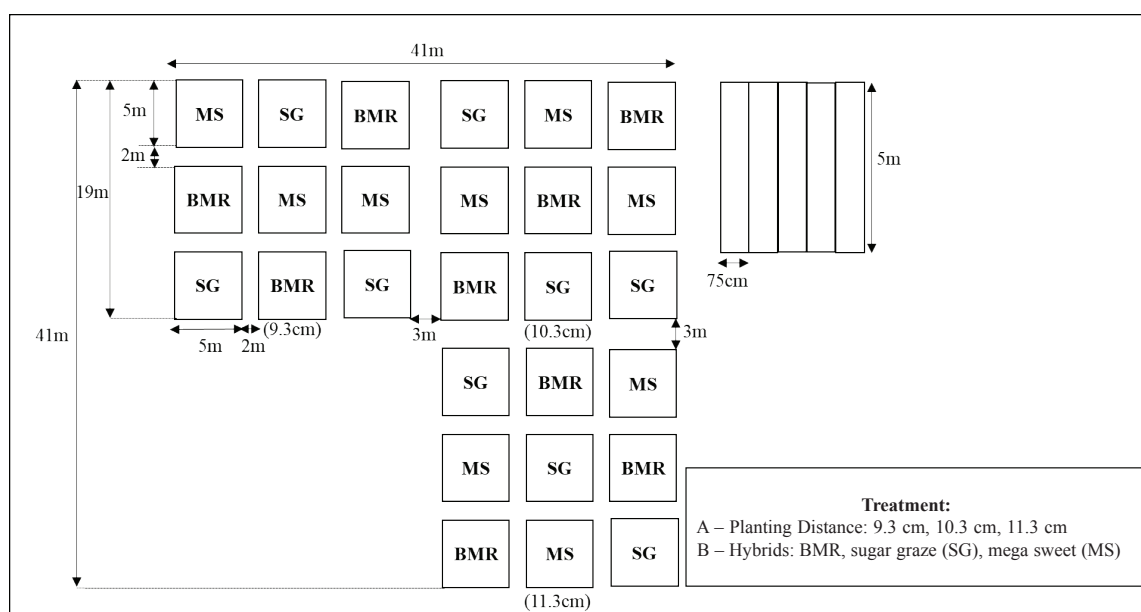 41m
5m
MS SG BMR SG MS BMR
2m
5m
19m
BMR MS MS MS BMR MS
SG BMR SG BMR SG SG
75cm
41m
(9.3cm) (10.3cm)
5m 2m 3m 3m
SG BMR MS
MS SG BMR
Treatment:
A – Planting Distance: 9.3 cm, 10.3 cm, 11.3 cm
B – Hybrids: BMR, sugar graze (SG), mega sweet (MS)
BMR MS SG
(11.3cm)